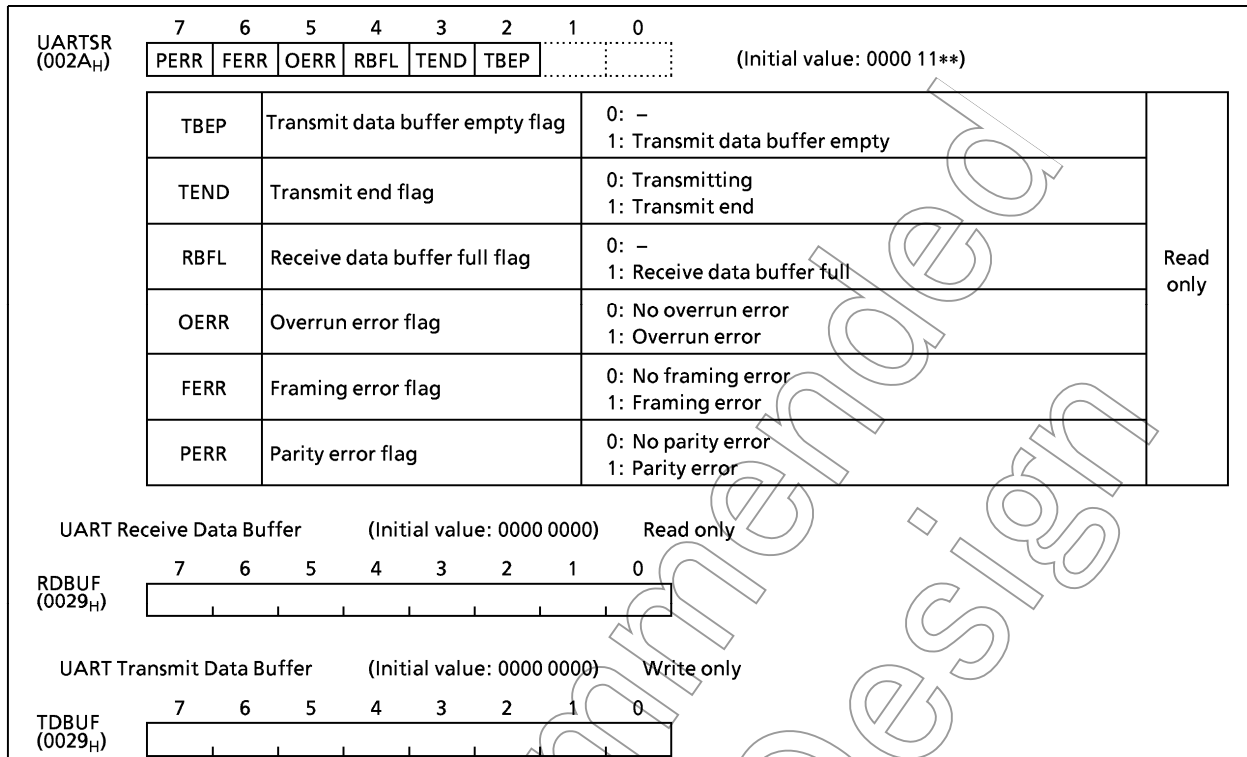 7 6 5 4 3 2 1 0
UARTSR
(002AH) PERR FERR OERR RBFL TEND TBEP (Initial value: 0000 11**)
TBEP Transmit data buffer empty flag 0: –
1: Transmit data buffer empty
TEND Transmit end flag 0: Transmitting
1: Transmit end
RBFL Receive data buffer full flag 0: –
1: Receive data buffer full
Read
only
OERR Overrun error flag 0: No overrun error
1: Overrun error
FERR Framing error flag 0: No framing error
1: Framing error
PERR Parity error flag 0: No parity error
1: Parity error
UART Receive Data Buffer (Initial value: 0000 0000) Read only
7 6 5 4 3 2 1 0
RDBUF
(0029H)
UART Transmit Data Buffer (Initial value: 0000 0000) Write only
7 6 5 4 3 2 1 0
TDBUF
(0029H)
mmended
Design